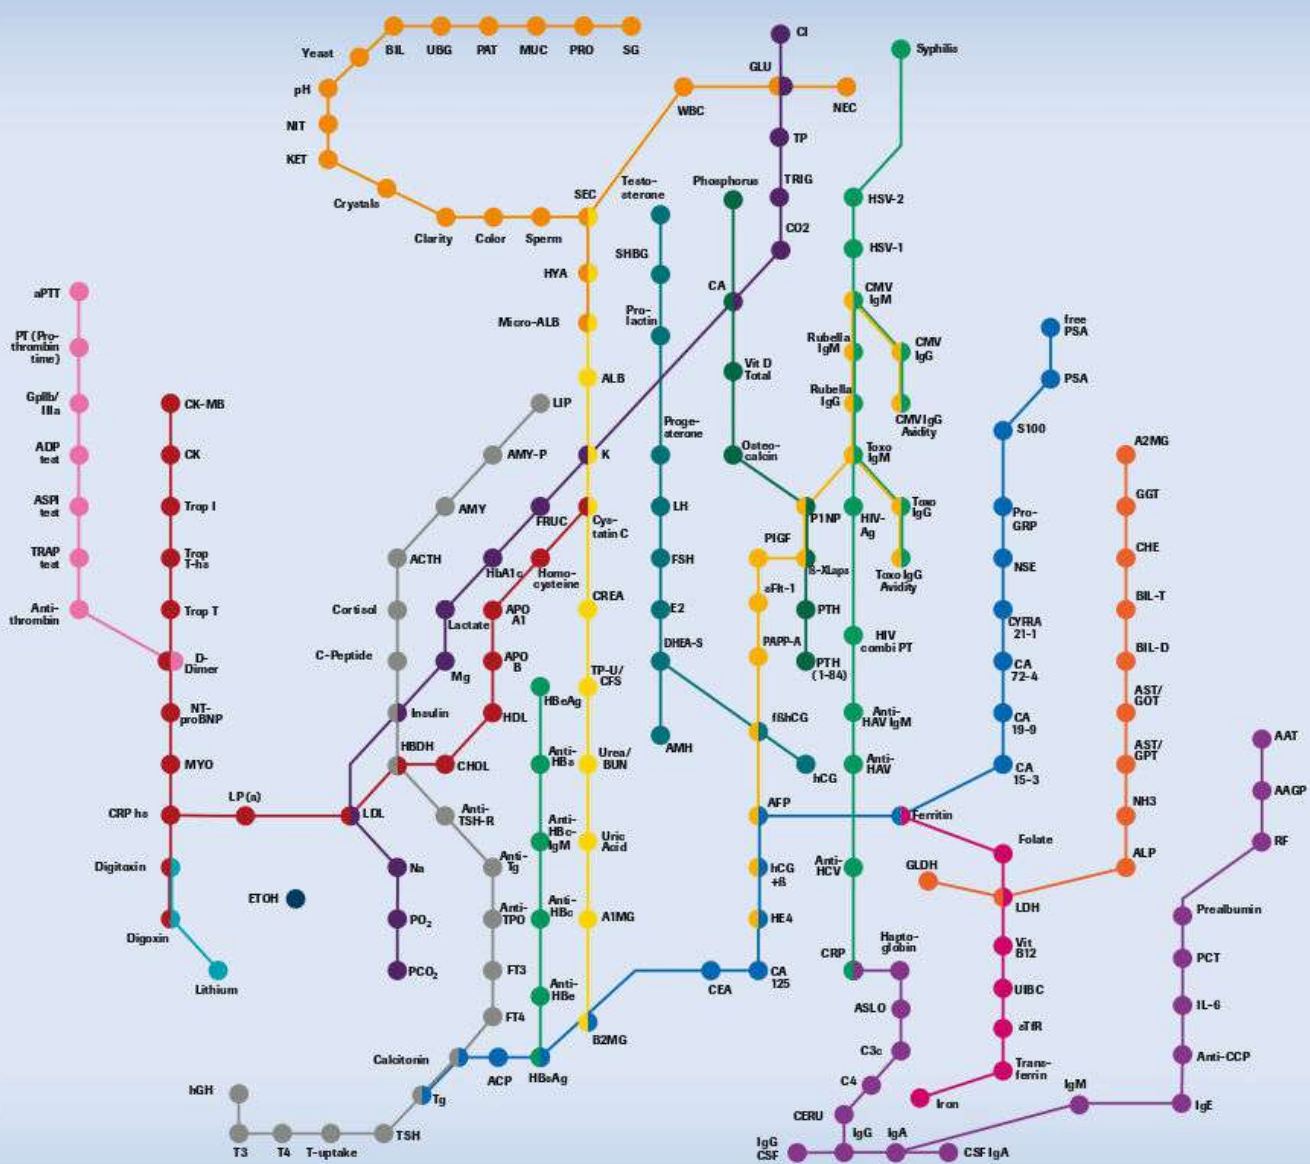 BIL
UBG
PAT
MUC
PRO
SG
Yeast
pH
NIT
KET
Crystals
Clarity
Color
Sperm
SEC
WBC
GLU
NEC
CI
TP
TRIG
CO2
Syphilis
HSV-2
HSV-1
CMV
IgM
CMV
IgG
CMV IgG
Avidity
Rubella
IgM
Rubella
IgG
Toxo
IgM
Toxo
IgG
Toxo IgG
Avidity
HYA
Micro-ALB
ALB
K
Cys-
tatin C
CREA
TP-U/
CFS
Urea/
BUN
Uric
Acid
A1MG
B2MG
Testo-
sterone
SHBG
Pro-
lactin
Proge-
sterone
LH
FSH
E2
DHEA-S
AMH
fßhCG
hCG
Phosphorus
CA
Vit D
Total
Osteo-
calcin
P1NP
ß-XLaps
PTH
PTH
(1-84)
PlGF
sFlt-1
PAPP-A
HIV-
Ag
HIV
combi PT
Anti-
HAV IgM
Anti-
HAV
Anti-
HCV
CRP
free
PSA
PSA
S100
Pro-
GRP
NSE
CYFRA
21-1
CA
72-4
CA
19-9
CA
15-3
Ferritin
AFP
hCG
+ß
HE4
CA
125
CEA
A2MG
GGT
CHE
BIL-T
BIL-D
AST/
GOT
AST/
GPT
NH3
ALP
GLDH
LDH
Folate
Vit
B12
UIBC
sTfR
Trans-
ferrin
Iron
AAT
AAGP
RF
Prealbumin
PCT
IL-6
Anti-CCP
IgE
IgM
IgA
IgG
CSF IgA
IgG
CSF
CERU
C4
C3c
ASLO
Hapto-
globin
aPTT
PT (Pro-
thrombin
time)
GpIIb/
IIIa
ADP
test
ASPI
test
TRAP
test
Anti-
thrombin
CK-MB
CK
Trop I
Trop
T-hs
Trop T
D-
Dimer
NT-
proBNP
MYO
CRP hs
LP (a)
LDL
Digitoxin
Digoxin
Lithium
ETOH
LIP
AMY-P
AMY
ACTH
Cortisol
C-Peptide
Insulin
HBDH
CHOL
HDL
APO
B
APO
A1
Homo-
cysteine
FRUC
HbA1c
Lactate
Mg
Na
PO₂
PCO₂
Anti-
TSH-R
Anti-
Tg
Anti-
TPO
FT3
FT4
Calcitonin
Tg
TSH
T-uptake
T4
T3
hGH
ACP
HBsAg
HBeAg
Anti-
HBs
Anti-
HBc-
IgM
Anti-
HBc
Anti-
HBe